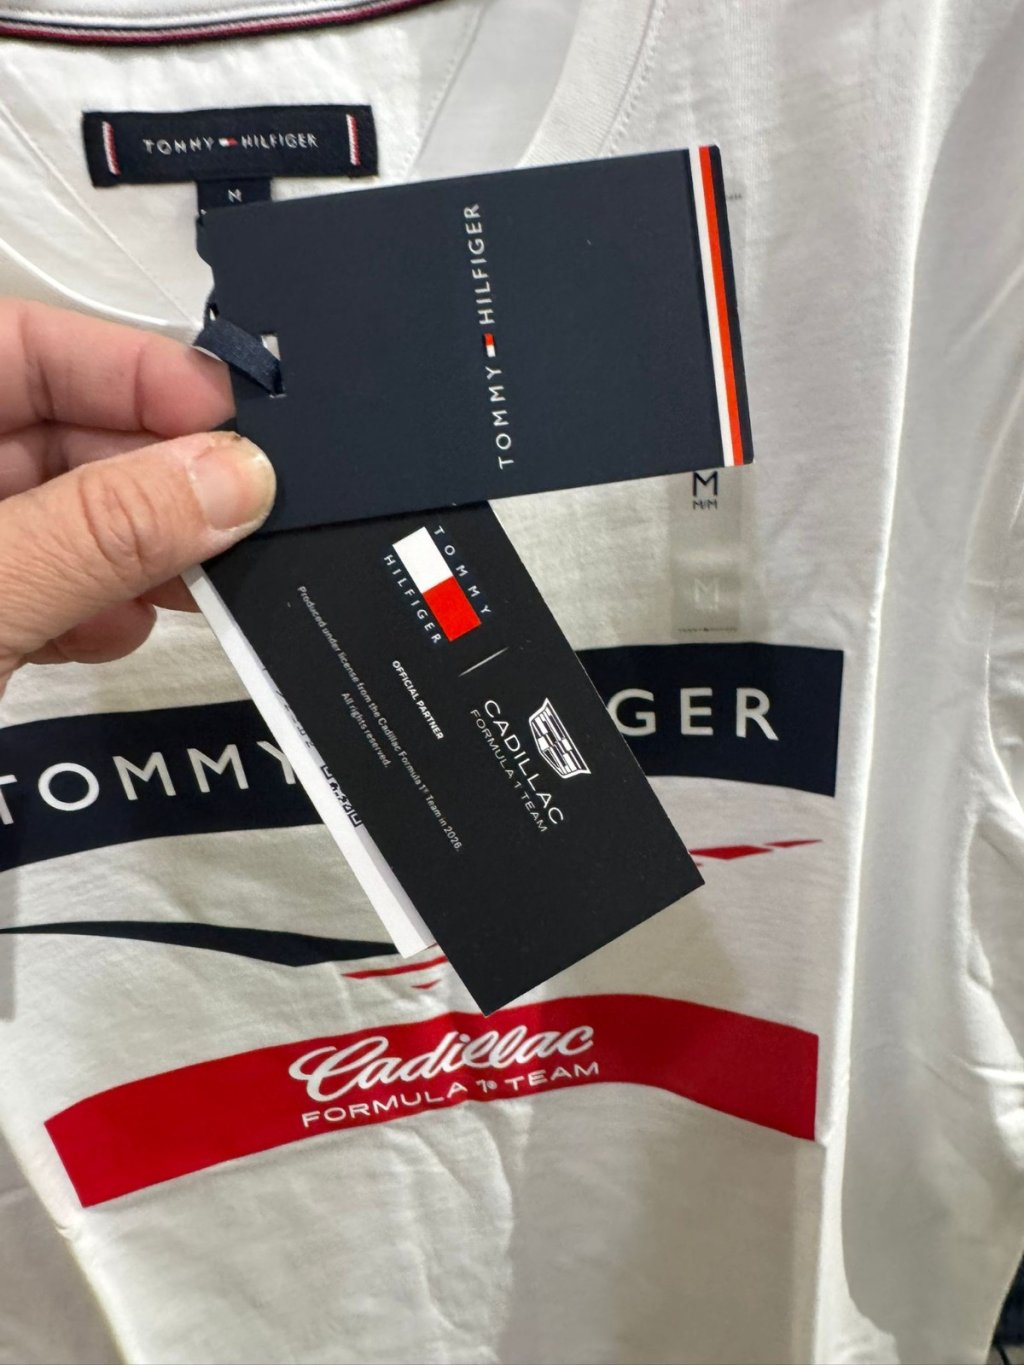 TOMMY HILFIGER
M
TOMMY HILFIGER
M
M/M
TOMMY
HILFIGER
OFFICIAL PARTNER
CADILLAC
FORMULA 1 TEAM
Produced under license from the Cadillac Formula 1® Team in 2026.
All rights reserved.
TOMMY
GER
Cadillac
FORMULA 1® TEAM